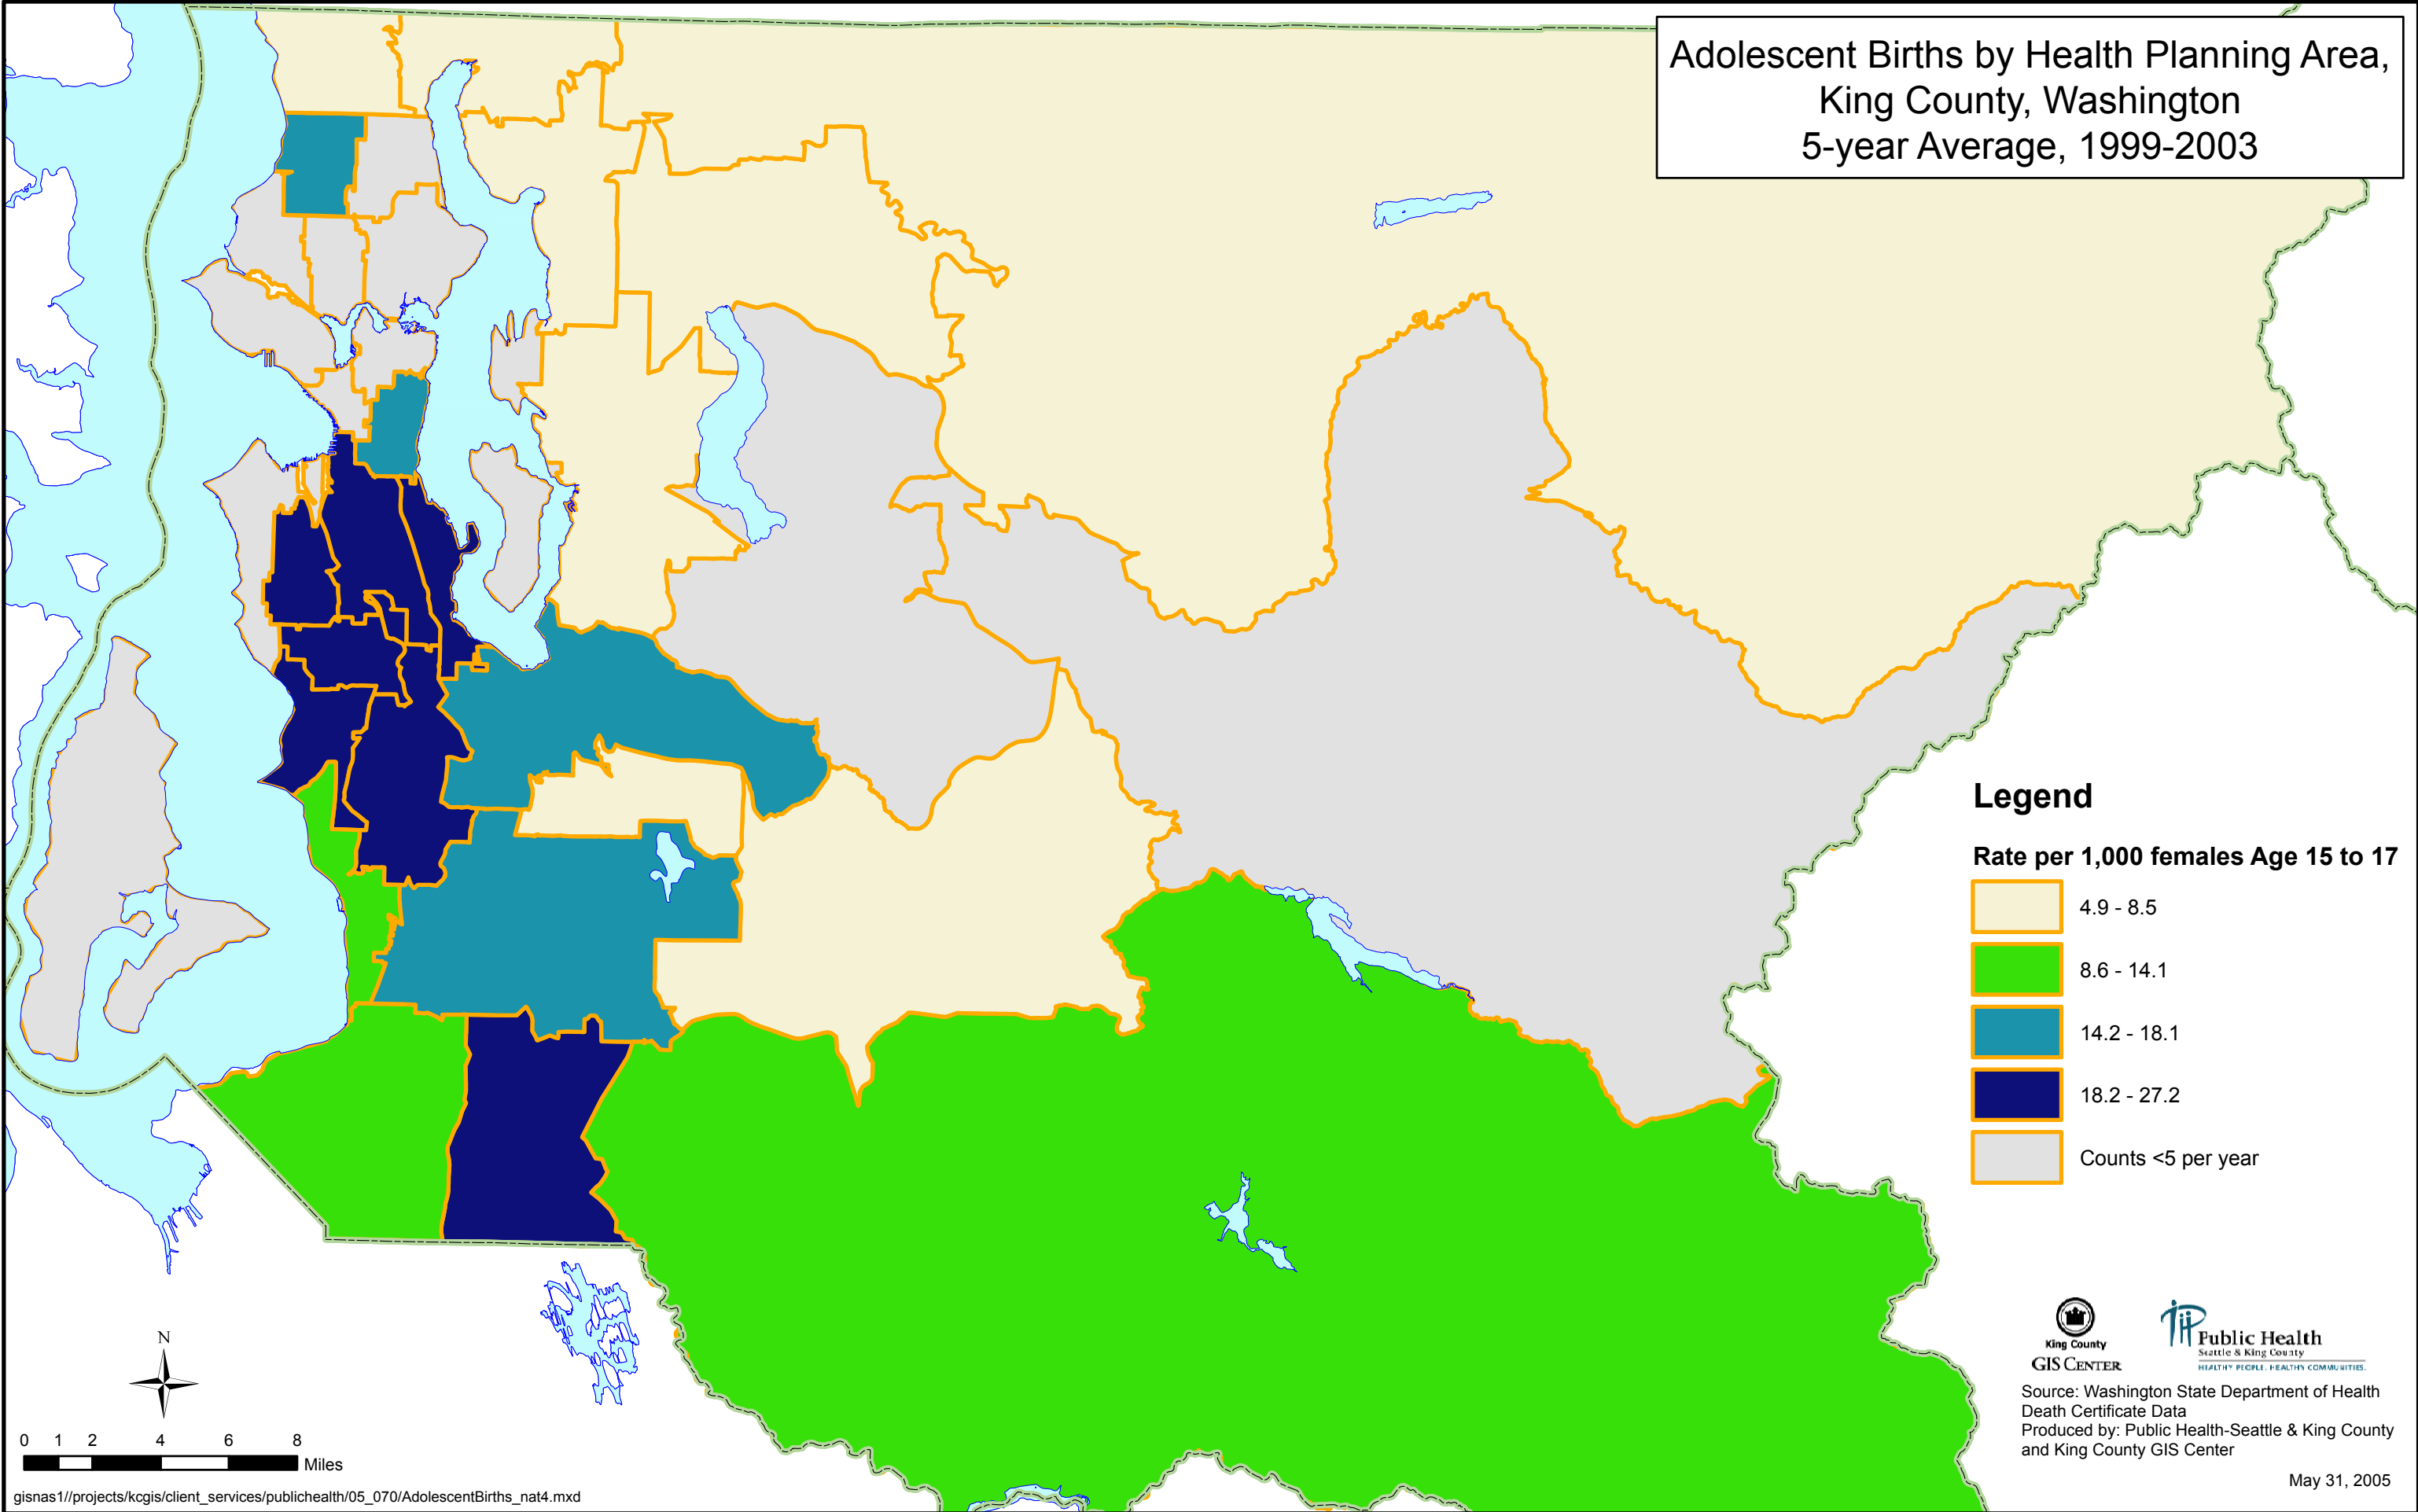 Adolescent Births by Health Planning Area,
King County, Washington
5-year Average, 1999-2003
Legend
Rate per 1,000 females Age 15 to 17
4.9 - 8.5
8.6 - 14.1
14.2 - 18.1
18.2 - 27.2
Counts <5 per year
King County
GIS CENTER
Public Health
Seattle & King County
HEALTHY PEOPLE. HEALTHY COMMUNITIES.
Source: Washington State Department of Health
Death Certificate Data
Produced by: Public Health-Seattle & King County
and King County GIS Center
May 31, 2005
N
0 1 2 4 6 8
Miles
gisnas1//projects/kcgis/client_services/publichealth/05_070/AdolescentBirths_nat4.mxd